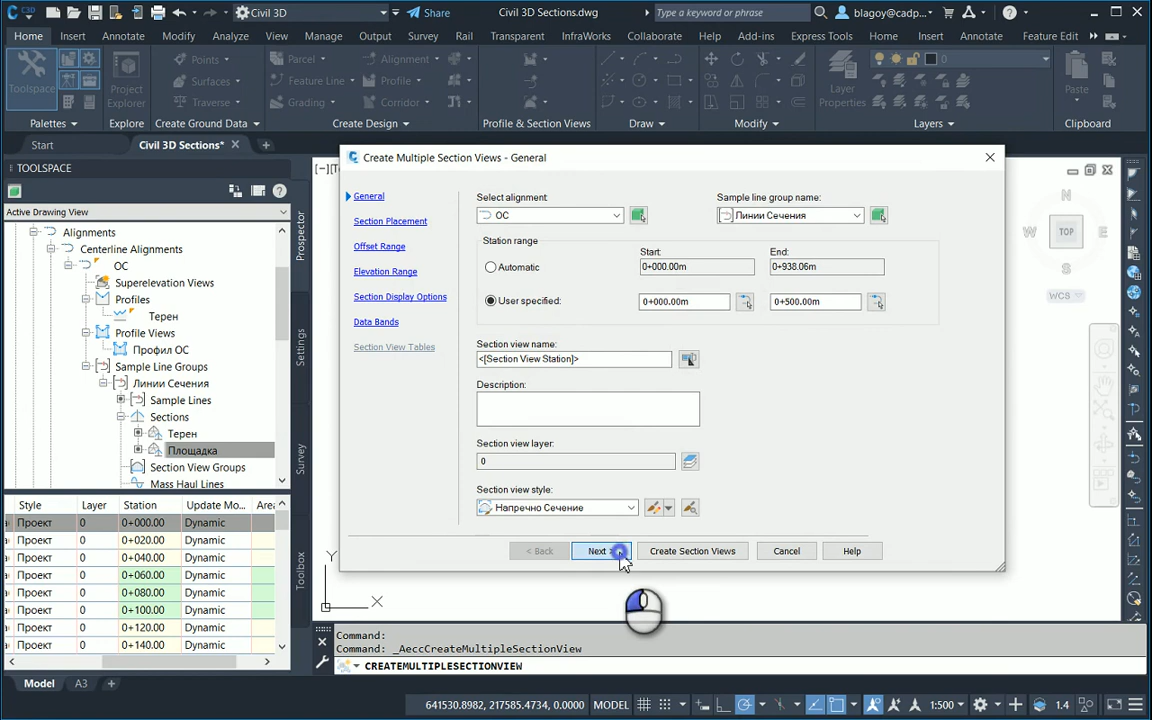 C
3D
Civil 3D
Share
Civil 3D Sections.dwg
Type a keyword or phrase
blagoy@cadp...
Home Insert Annotate Modify Analyze View Manage Output Survey Rail Transparent InfraWorks Collaborate Help Add-ins Express Tools Home Insert Annotate Feature Edit
Toolspace
Project Explorer
Points
Surfaces
Traverse
Parcel
Feature Line
Grading
Alignment
Profile
Corridor
Layer Properties
0
Paste
Palettes Explore Create Ground Data Create Design Profile & Section Views Draw Modify Layers Clipboard
Start Civil 3D Sections*
TOOLSPACE
Active Drawing View
Alignments
Centerline Alignments
ОС
Superelevation Views
Profiles
Терен
Profile Views
Профил ОС
Sample Line Groups
Линии Сечения
Sample Lines
Sections
Терен
Площадка
Section View Groups
Mass Haul Lines
Prospector
Settings
Survey
Toolbox
Style Layer Station Update Mo... Area
Проект 0 0+000.00 Dynamic
Проект 0 0+020.00 Dynamic
Проект 0 0+040.00 Dynamic
Проект 0 0+060.00 Dynamic
Проект 0 0+080.00 Dynamic
Проект 0 0+100.00 Dynamic
Проект 0 0+120.00 Dynamic
Проект 0 0+140.00 Dynamic
Create Multiple Section Views - General
General
Section Placement
Offset Range
Elevation Range
Section Display Options
Data Bands
Section View Tables
Select alignment: Sample line group name:
ОС Линии Сечения
Station range
Start: End:
Automatic 0+000.00m 0+938.06m
User specified: 0+000.00m 0+500.00m
Section view name:
<[Section View Station]>
Description:
Section view layer:
0
Section view style:
Напречно Сечение
< Back Next > Create Section Views Cancel Help
N
W TOP E
S
WCS
Y
X
Command:
Command: _AeccCreateMultipleSectionView
CREATEMULTIPLESECTIONVIEW
Model A3
641530.8982, 217585.4734, 0.0000 MODEL 1:500 1.4